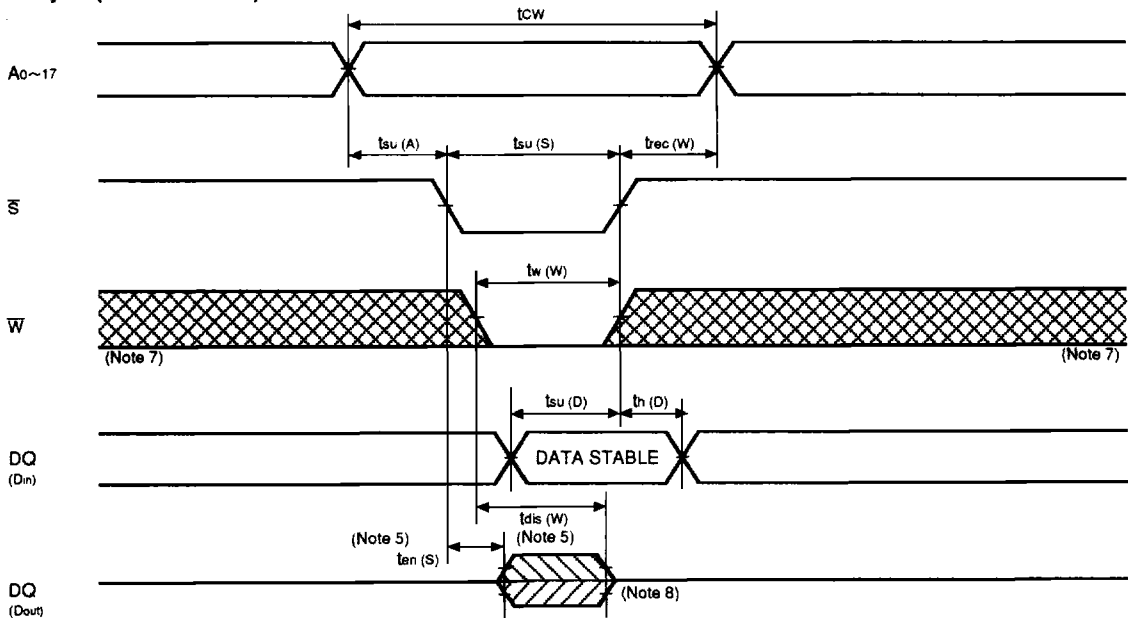 tCW
A0~17
tsu (A) tsu (S) trec (W)
S̅
tw (W)
W̅
(Note 7) (Note 7)
tsu (D) th (D)
DQ
(Din)
DATA STABLE
tdis (W)
(Note 5) (Note 5)
ten (S)
DQ
(Dout)
(Note 8)